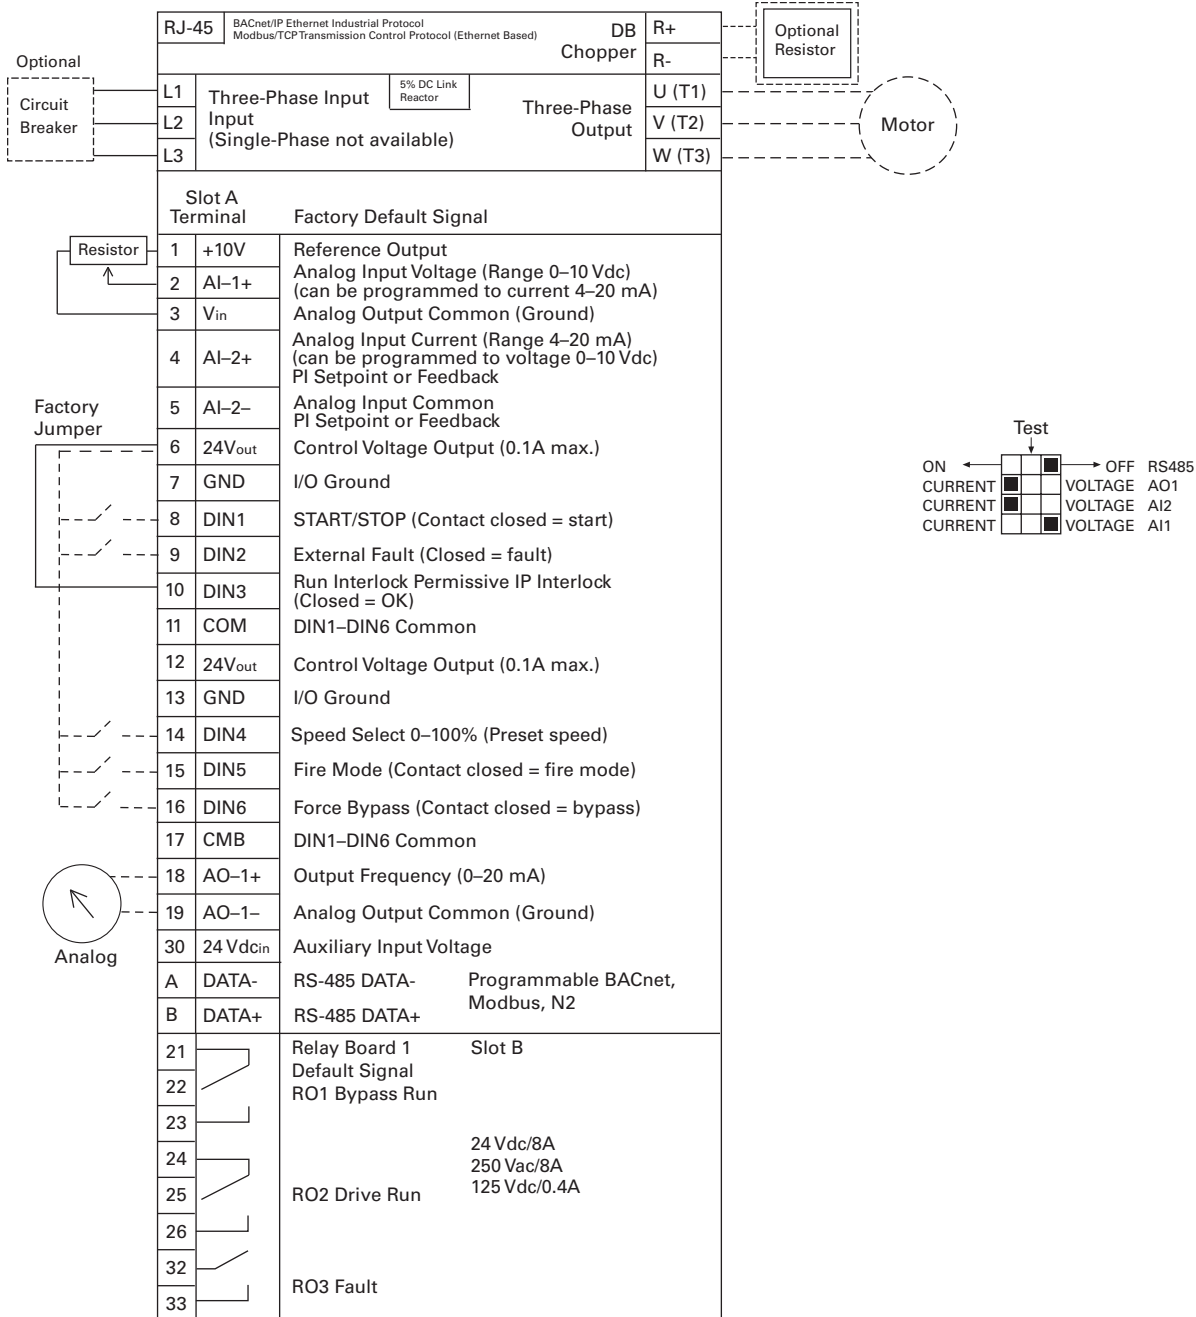 RJ-45 BACnet/IP Ethernet Industrial Protocol
Modbus/TCP Transmission Control Protocol (Ethernet Based)
DB
Chopper
R+
R-
Optional
Resistor
Optional
Circuit
Breaker
L1
L2
L3
Three-Phase Input
Input
(Single-Phase not available)
5% DC Link
Reactor
Three-Phase
Output
U (T1)
V (T2)
W (T3)
Motor
Slot A
Terminal Factory Default Signal
Resistor
1 +10V Reference Output
2 AI–1+ Analog Input Voltage (Range 0–10 Vdc)
(can be programmed to current 4–20 mA)
3 Vin Analog Output Common (Ground)
4 AI–2+ Analog Input Current (Range 4–20 mA)
(can be programmed to voltage 0–10 Vdc)
PI Setpoint or Feedback
5 AI–2– Analog Input Common
PI Setpoint or Feedback
Factory
Jumper
6 24Vout Control Voltage Output (0.1A max.)
7 GND I/O Ground
8 DIN1 START/STOP (Contact closed = start)
9 DIN2 External Fault (Closed = fault)
10 DIN3 Run Interlock Permissive IP Interlock
(Closed = OK)
11 COM DIN1–DIN6 Common
12 24Vout Control Voltage Output (0.1A max.)
13 GND I/O Ground
14 DIN4 Speed Select 0–100% (Preset speed)
15 DIN5 Fire Mode (Contact closed = fire mode)
16 DIN6 Force Bypass (Contact closed = bypass)
17 CMB DIN1–DIN6 Common
18 AO–1+ Output Frequency (0–20 mA)
19 AO–1– Analog Output Common (Ground)
Analog
30 24 Vdcin Auxiliary Input Voltage
A DATA- RS-485 DATA-
B DATA+ RS-485 DATA+
Programmable BACnet,
Modbus, N2
21
22
23
24
25
26
32
33
Relay Board 1 Slot B
Default Signal
RO1 Bypass Run
24 Vdc/8A
250 Vac/8A
125 Vdc/0.4A
RO2 Drive Run
RO3 Fault
Test
ON OFF RS485
CURRENT VOLTAGE AO1
CURRENT VOLTAGE AI2
CURRENT VOLTAGE AI1